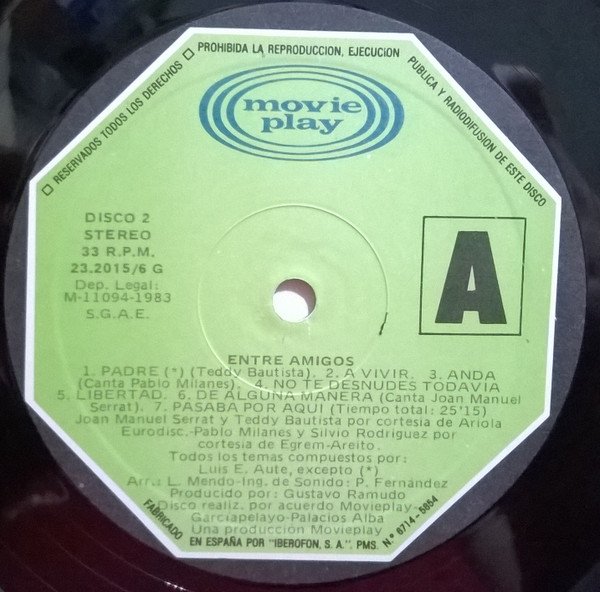 □ RESERVADOS TODOS LOS DERECHOS □ PROHIBIDA LA REPRODUCCION, EJECUCION PUBLICA Y RADIODIFUSION DE ESTE DISCO
movie
play
DISCO 2
STEREO
33 R.P.M.
23.2015/6 G
Dep. Legal:
M-11094-1983
S.G.A.E.
A
ENTRE AMIGOS
1. PADRE (*) (Teddy Bautista). 2. A VIVIR. 3. ANDA
(Canta Pablo Milanes). 4. NO TE DESNUDES TODAVIA
5. LIBERTAD. 6. DE ALGUNA MANERA (Canta Joan Manuel
Serrat). 7. PASABA POR AQUI (Tiempo total: 25'15)
Joan Manuel Serrat y Teddy Bautista por cortesia de Ariola
Eurodisc.-Pablo Milanes y Silvio Rodriguez por
cortesia de Egrem-Areito.
Todos los temas compuestos por:
Luis E. Aute, excepto (*)
Arr.: L. Mendo-Ing. de Sonido: P. Fernández
Producido por: Gustavo Ramudo
Disco realiz. por acuerdo Movieplay-
Garciapelayo-Palacios Alba
Una producción Movieplay
FABRICADO EN ESPAÑA POR "IBEROFON, S. A.". PMS. N.º 6714-5864